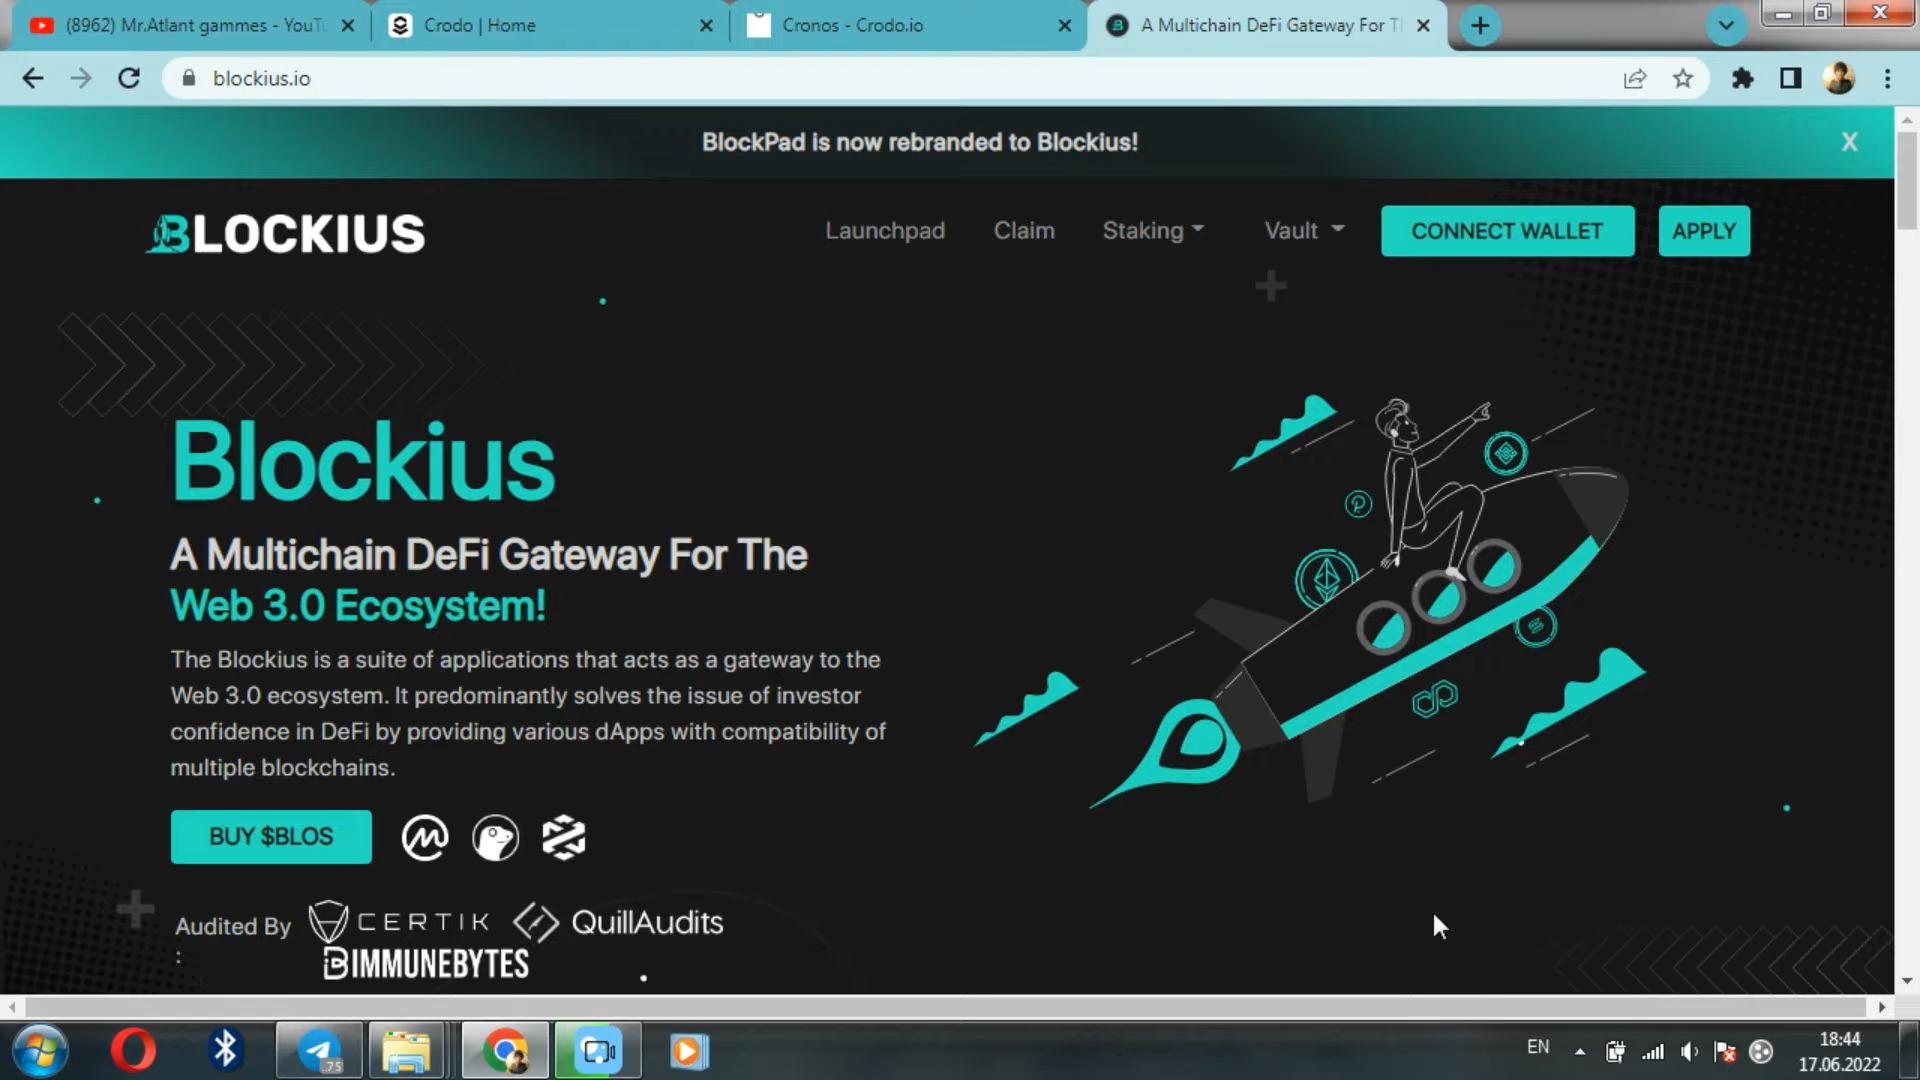 (8962) Mr.Atlant gammes - YouTu
Crodo | Home
Cronos - Crodo.io
A Multichain DeFi Gateway For Th
blockius.io
BlockPad is now rebranded to Blockius!
X
BLOCKIUS
Launchpad
Claim
Staking
Vault
CONNECT WALLET
APPLY
Blockius
A Multichain DeFi Gateway For The
Web 3.0 Ecosystem!
The Blockius is a suite of applications that acts as a gateway to the
Web 3.0 ecosystem. It predominantly solves the issue of investor
confidence in DeFi by providing various dApps with compatibility of
multiple blockchains.
BUY $BLOS
Audited By
:
CERTIK
QuillAudits
IMMUNEBYTES
..75
EN
18:44
17.06.2022